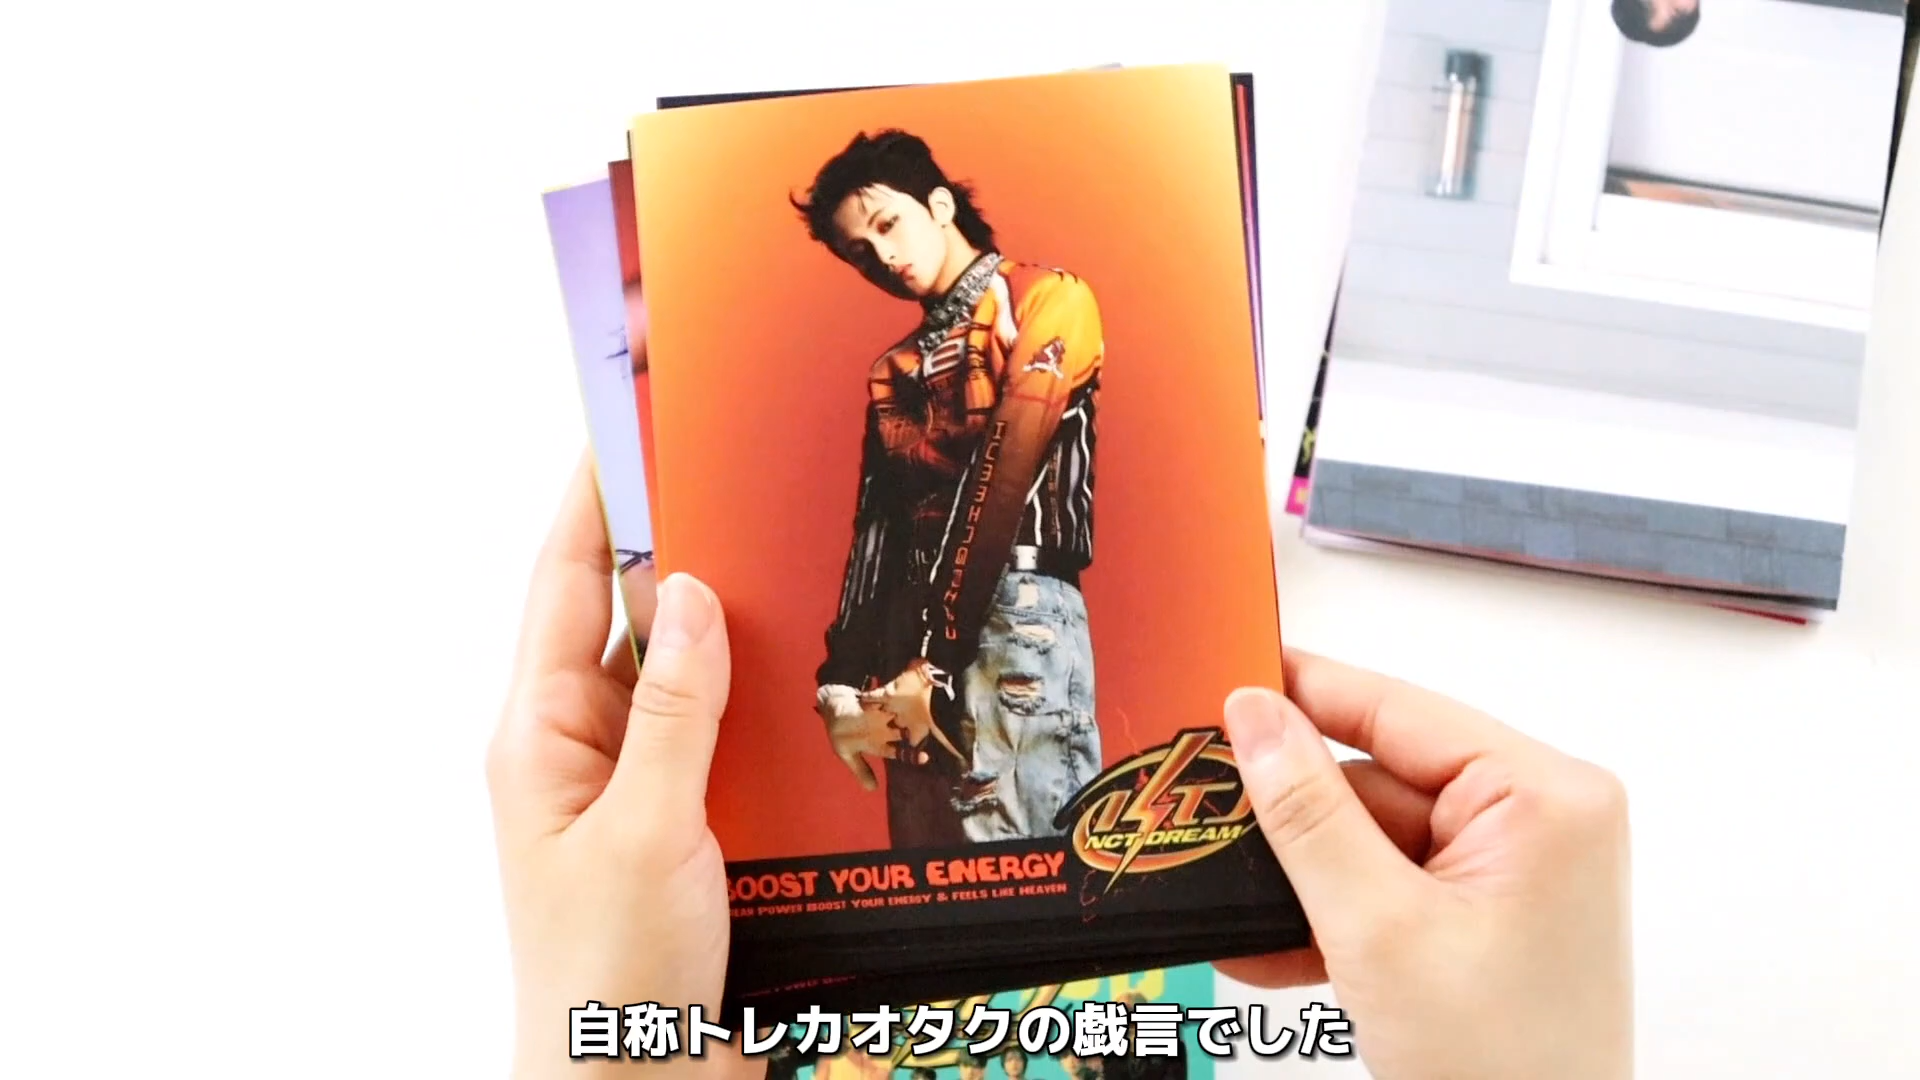 NCT DREAM
BOOST YOUR ENERGY
POWER BOOST YOUR ENERGY & FEELS LIKE HEAVEN
自称トレカオタクの戯言でした